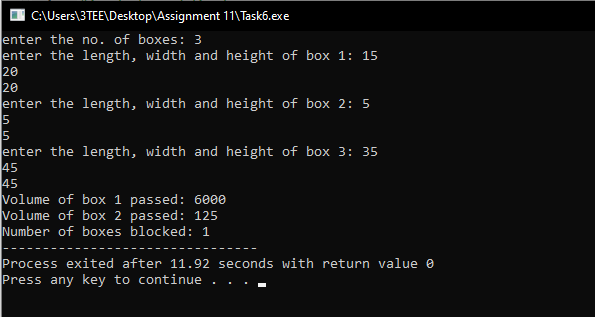 C:\Users\3TEE\Desktop\Assignment 11\Task6.exe
enter the no. of boxes: 3
enter the length, width and height of box 1: 15
20
20
enter the length, width and height of box 2: 5
5
5
enter the length, width and height of box 3: 35
45
45
Volume of box 1 passed: 6000
Volume of box 2 passed: 125
Number of boxes blocked: 1
--------------------------------
Process exited after 11.92 seconds with return value 0
Press any key to continue . . .